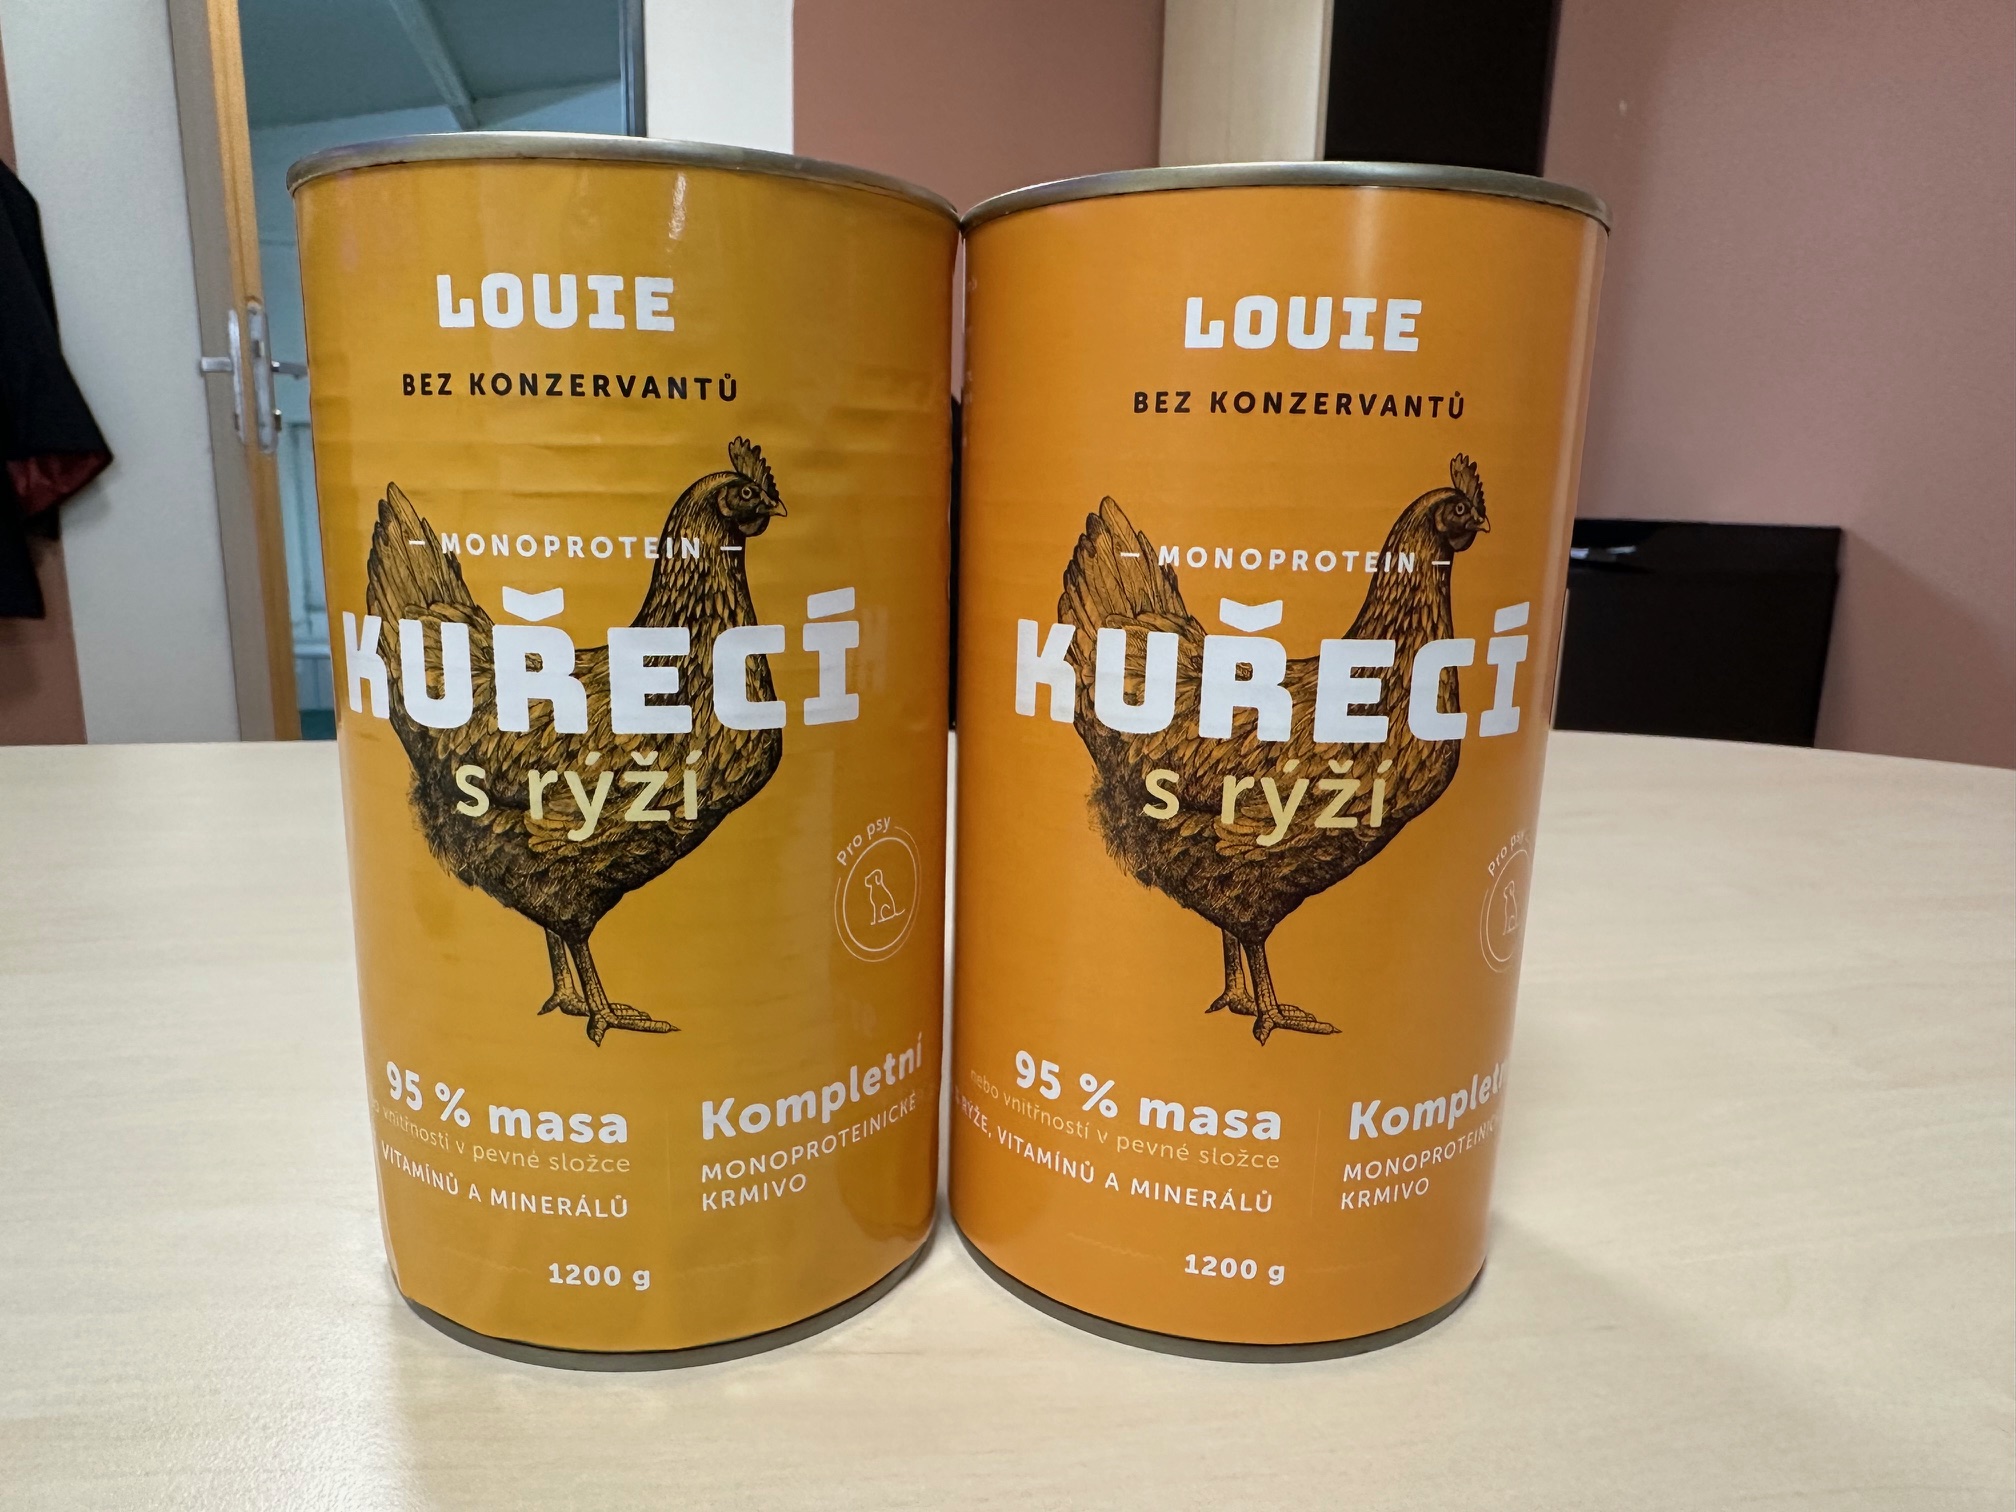 LOUIE
BEZ KONZERVANTŮ
– MONOPROTEIN –
KUŘECÍ
s rýží
Pro psy
95 % masa
vnitřností v pevné složce
VITAMÍNŮ A MINERÁLŮ
Kompletní
MONOPROTEINICKÉ
KRMIVO
1200 g
LOUIE
BEZ KONZERVANTŮ
– MONOPROTEIN –
KUŘECÍ
s rýží
Pro psy
95 % masa
nebo vnitřností v pevné složce
RÝŽE, VITAMÍNŮ A MINERÁLŮ
Kompletn
MONOPROTEINIC
KRMIVO
1200 g